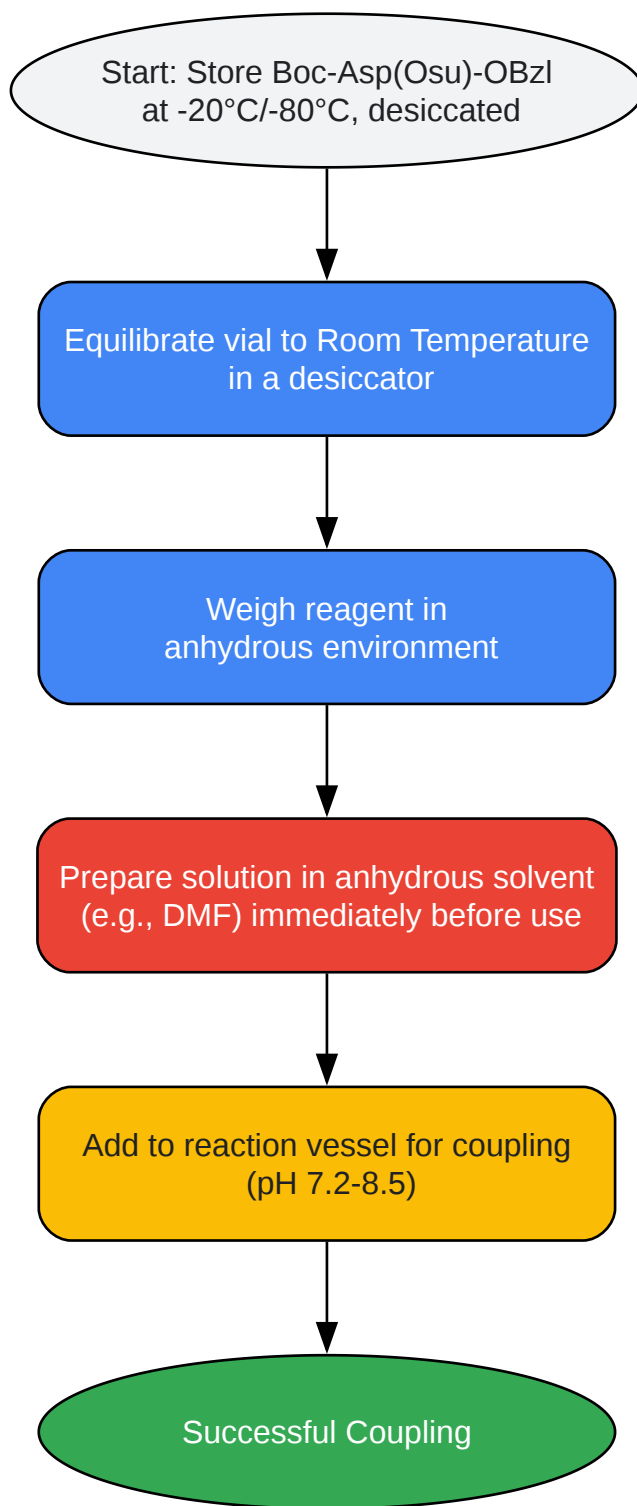 Start: Store Boc-Asp(Osu)-OBzl
at -20°C/-80°C, desiccated
Equilibrate vial to Room Temperature
in a desiccator
Weigh reagent in
anhydrous environment
Prepare solution in anhydrous solvent
(e.g., DMF) immediately before use
Add to reaction vessel for coupling
(pH 7.2-8.5)
Successful Coupling